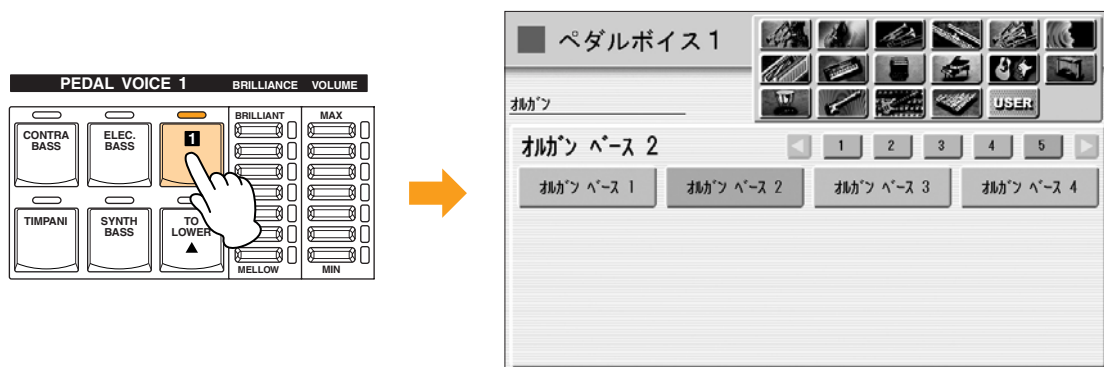 PEDAL VOICE 1 BRILLIANCE VOLUME
BRILLIANT MAX
CONTRA BASS
ELEC. BASS
1
TIMPANI
SYNTH BASS
TO LOWER
▲
MELLOW MIN
ペダルボイス1
USER
オルガン
オルガン ベース 2
1 2 3 4 5
オルガン ベース 1 オルガン ベース 2 オルガン ベース 3 オルガン ベース 4